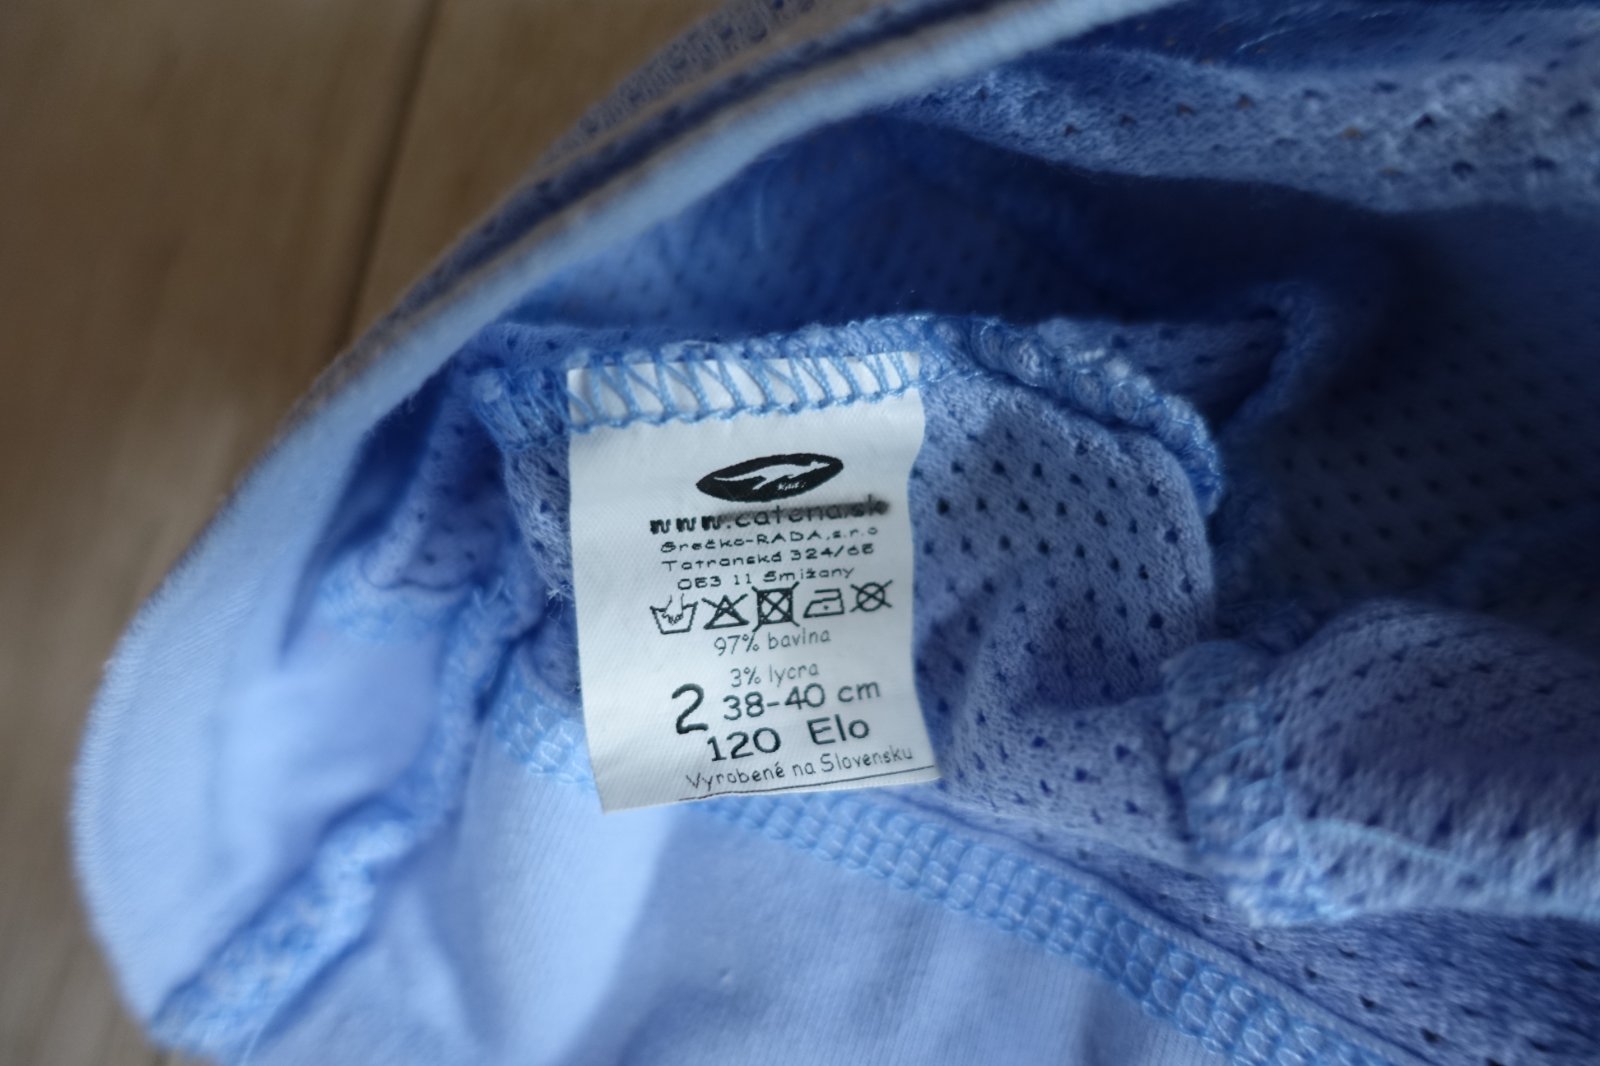 www.catena.sk
Grečko-RADA,s.r.o
Tatranská 324/65
053 11 Smižany
97% bavlna
3% lycra
2 38-40 cm
120 Elo
Vyrobené na Slovensku